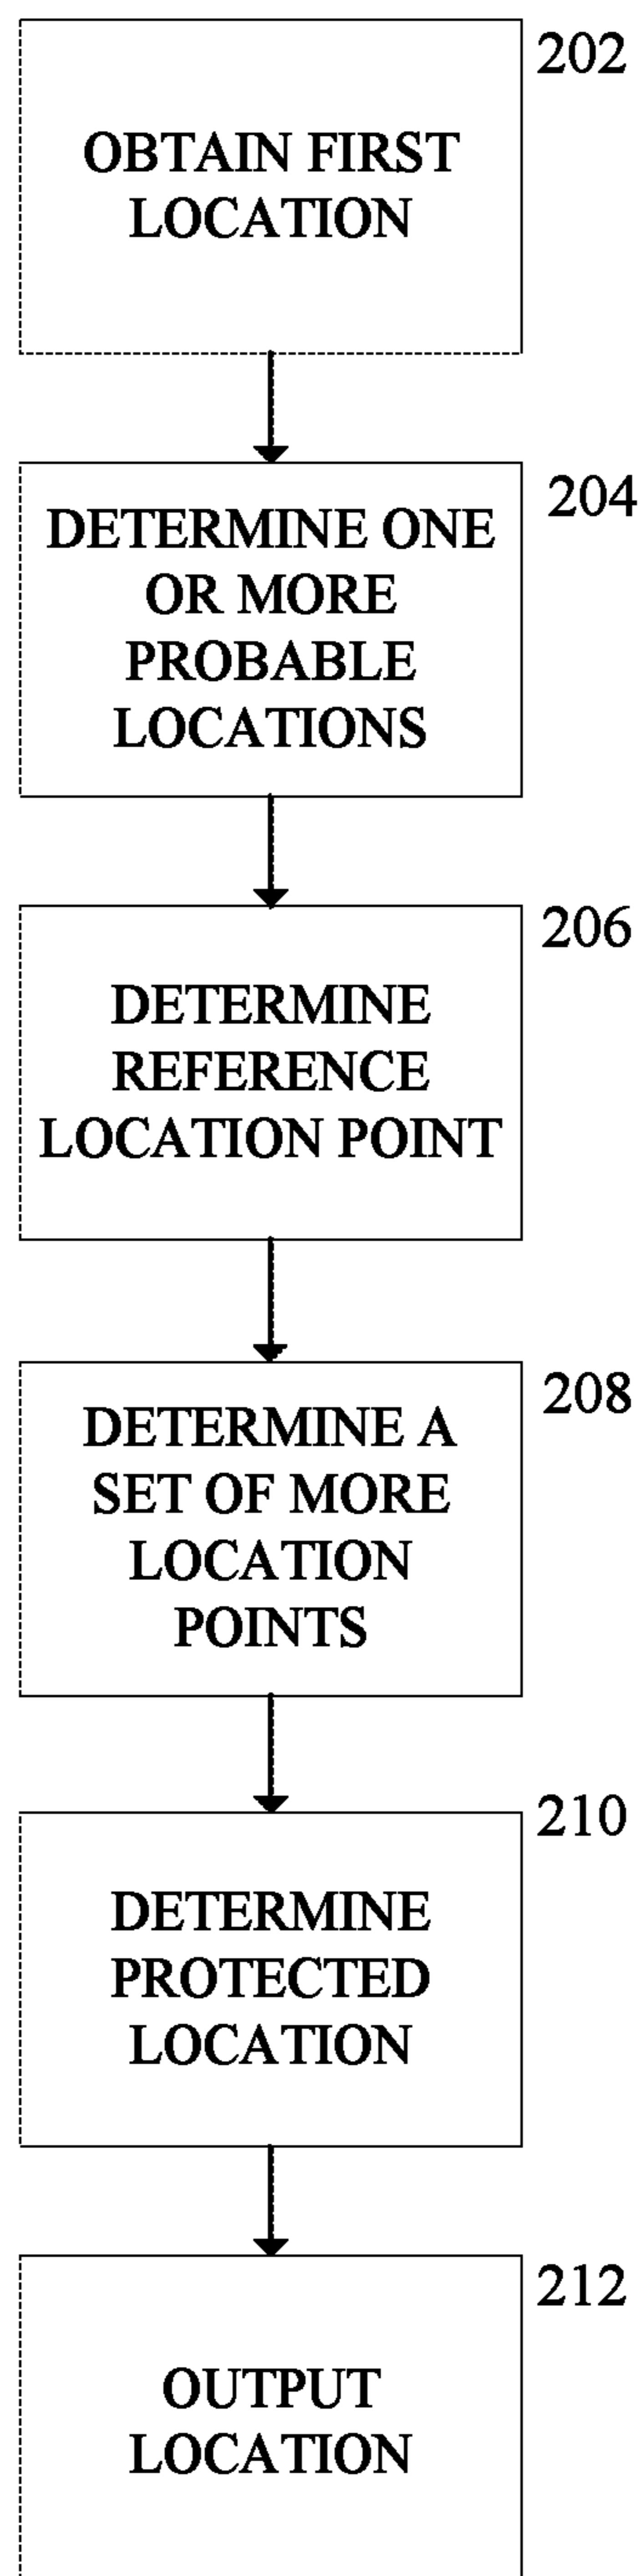 202
OBTAIN FIRST
LOCATION
204
DETERMINE ONE
OR MORE
PROBABLE
LOCATIONS
206
DETERMINE
REFERENCE
LOCATION POINT
208
DETERMINE A
SET OF MORE
LOCATION
POINTS
210
DETERMINE
PROTECTED
LOCATION
212
OUTPUT
LOCATION